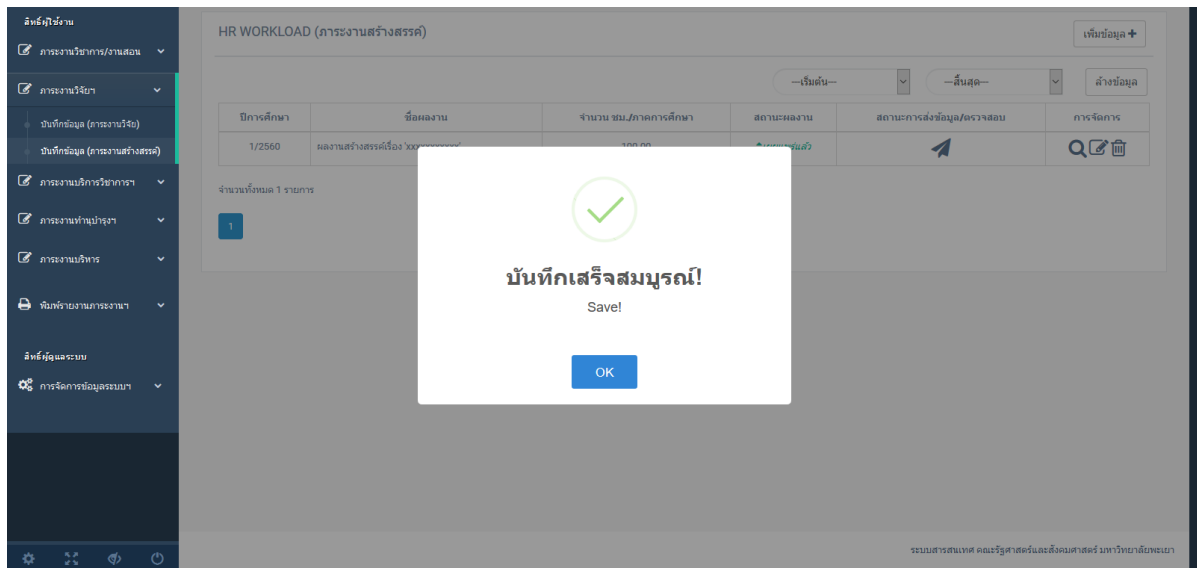 สิทธิ์ผู้ใช้งาน
ภาระงานวิชาการ/งานสอน
ภาระงานวิจัยฯ
บันทึกข้อมูล (ภาระงานวิจัย)
บันทึกข้อมูล (ภาระงานสร้างสรรค์)
ภาระงานบริการวิชาการฯ
ภาระงานทำนุบำรุงฯ
ภาระงานบริหาร
พิมพ์รายงานภาระงานฯ
สิทธิ์ผู้ดูแลระบบ
การจัดการข้อมูลระบบฯ
HR WORKLOAD (ภาระงานสร้างสรรค์)
เพิ่มข้อมูล +
—เริ่มต้น— —สิ้นสุด— ล้างข้อมูล
ปีการศึกษา ชื่อผลงาน จำนวน ชม./ภาคการศึกษา สถานะผลงาน สถานะการส่งข้อมูล/ตรวจสอบ การจัดการ
1/2560 ผลงานสร้างสรรค์เรื่อง
จำนวนทั้งหมด 1 รายการ
1
บันทึกเสร็จสมบูรณ์!
Save!
OK
ระบบสารสนเทศ คณะรัฐศาสตร์และสังคมศาสตร์ มหาวิทยาลัยพะเยา